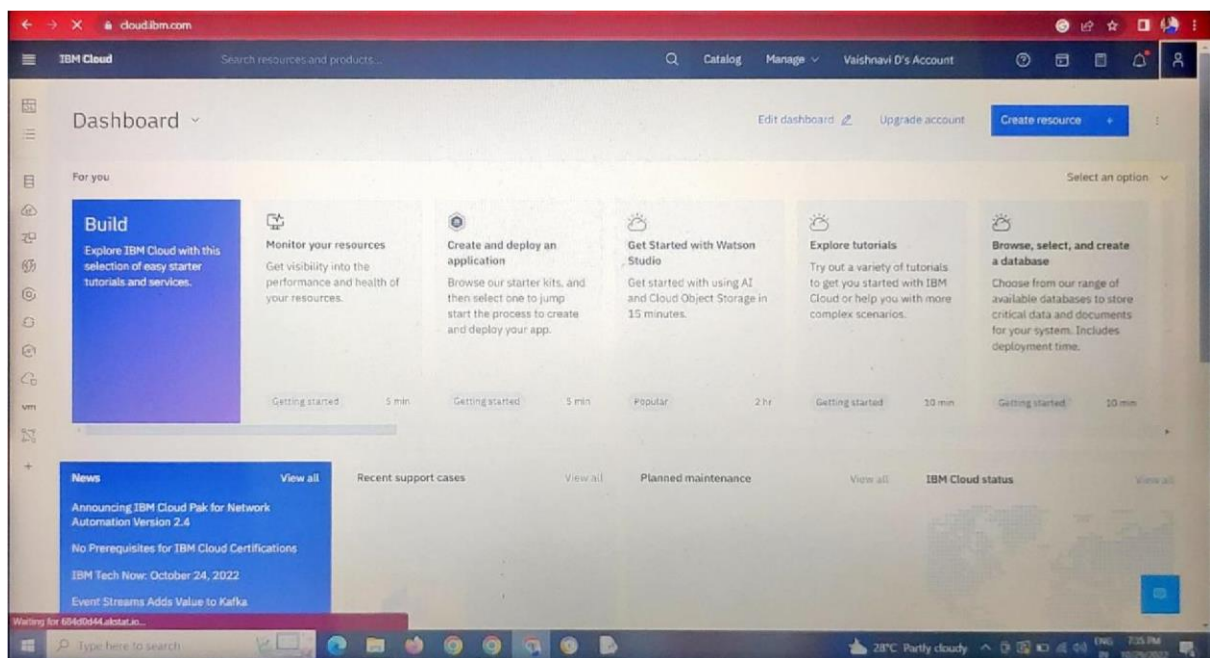 cloud.ibm.com
IBM Cloud
Search resources and products...
Catalog
Manage
Vaishnavi D's Account
Dashboard
Edit dashboard
Upgrade account
Create resource +
For you
Select an option
Build
Explore IBM Cloud with this
selection of easy starter
tutorials and services.
Monitor your resources
Get visibility into the
performance and health of
your resources.
Getting started
5 min
Create and deploy an
application
Browse our starter kits, and
then select one to jump
start the process to create
and deploy your app.
Getting started
5 min
Get Started with Watson
Studio
Get started with using AI
and Cloud Object Storage in
15 minutes.
Popular
2 hr
Explore tutorials
Try out a variety of tutorials
to get you started with IBM
Cloud or help you with more
complex scenarios.
Getting started
10 min
Browse, select, and create
a database
Choose from our range of
available databases to store
critical data and documents
for your system. Includes
deployment time.
Getting started
10 min
vm
News
View all
Announcing IBM Cloud Pak for Network
Automation Version 2.4
No Prerequisites for IBM Cloud Certifications
IBM Tech Now: October 24, 2022
Event Streams Adds Value to Kafka
Recent support cases
View all
Planned maintenance
View all
IBM Cloud status
View all
Waiting for 684d0d44.akstat.io...
Type here to search
28°C Partly cloudy
ENG
IN
7:35 PM
10/29/2022